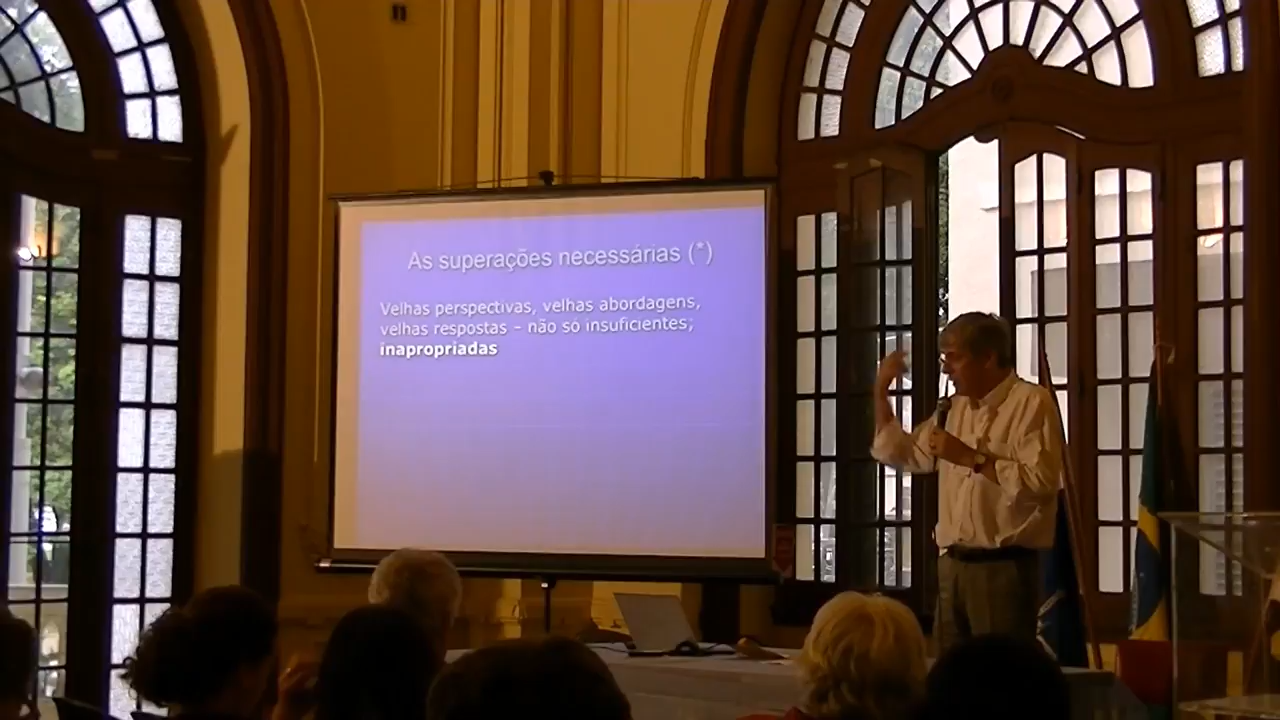 As superações necessárias (*)
Velhas perspectivas, velhas abordagens,
velhas respostas – não só insuficientes;
inapropriadas